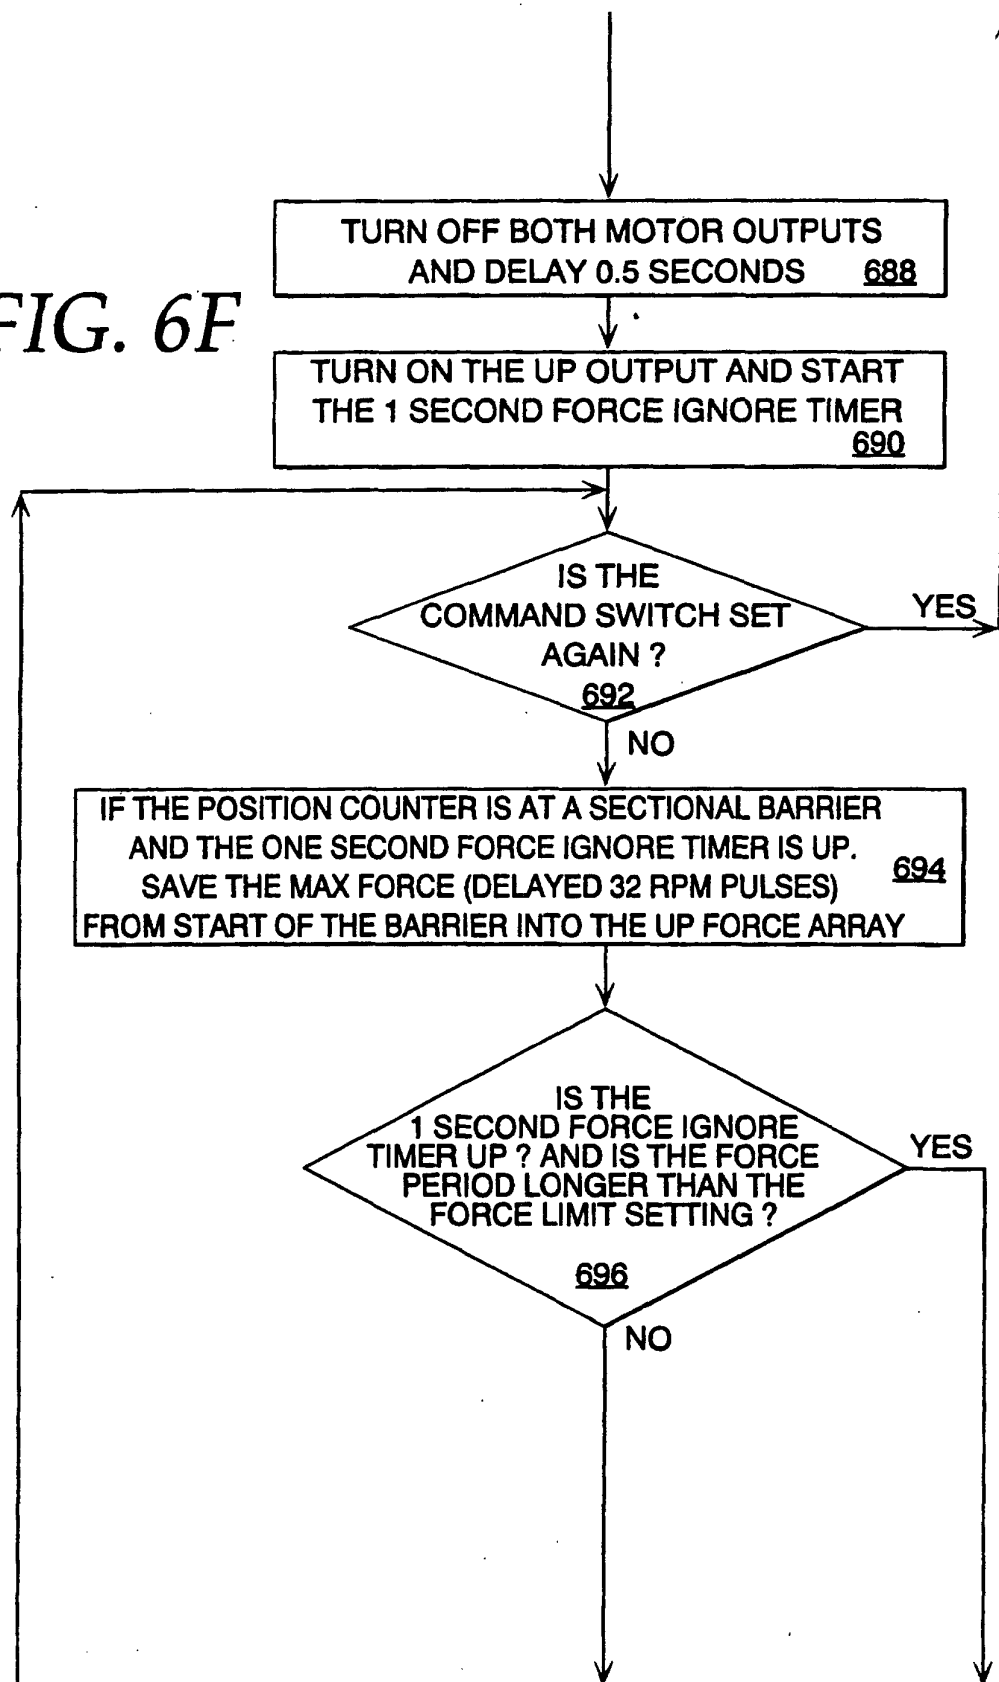 TURN OFF BOTH MOTOR OUTPUTS
AND DELAY 0.5 SECONDS 688
FIG. 6F
TURN ON THE UP OUTPUT AND START
THE 1 SECOND FORCE IGNORE TIMER
690
IS THE
COMMAND SWITCH SET
AGAIN ?
692
YES
NO
IF THE POSITION COUNTER IS AT A SECTIONAL BARRIER
AND THE ONE SECOND FORCE IGNORE TIMER IS UP.
SAVE THE MAX FORCE (DELAYED 32 RPM PULSES)
FROM START OF THE BARRIER INTO THE UP FORCE ARRAY
694
IS THE
1 SECOND FORCE IGNORE
TIMER UP ? AND IS THE FORCE
PERIOD LONGER THAN THE
FORCE LIMIT SETTING ?
696
YES
NO